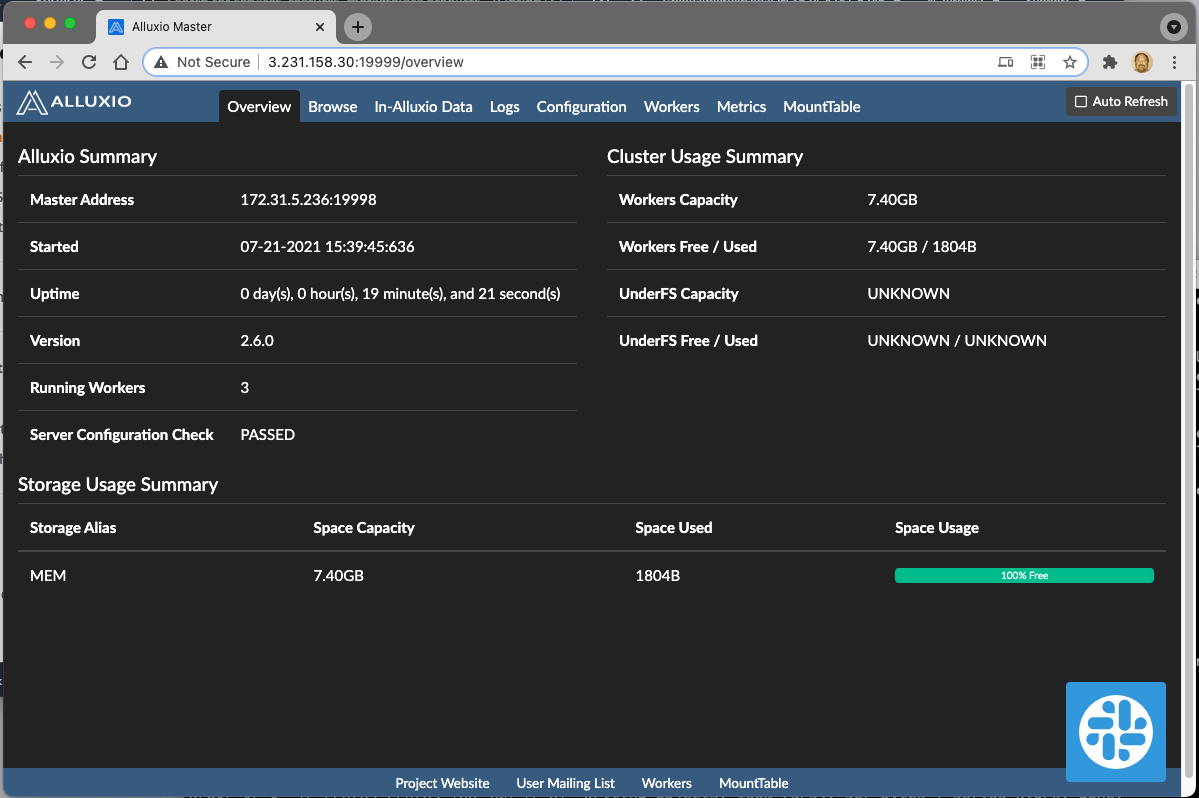 Alluxio Master
Not Secure 3.231.158.30:19999/overview
ALLUXIO Overview Browse In-Alluxio Data Logs Configuration Workers Metrics MountTable Auto Refresh
Alluxio Summary
Master Address 172.31.5.236:19998
Started 07-21-2021 15:39:45:636
Uptime 0 day(s), 0 hour(s), 19 minute(s), and 21 second(s)
Version 2.6.0
Running Workers 3
Server Configuration Check PASSED
Cluster Usage Summary
Workers Capacity 7.40GB
Workers Free / Used 7.40GB / 1804B
UnderFS Capacity UNKNOWN
UnderFS Free / Used UNKNOWN / UNKNOWN
Storage Usage Summary
Storage Alias Space Capacity Space Used Space Usage
MEM 7.40GB 1804B 100% Free
Project Website User Mailing List Workers MountTable